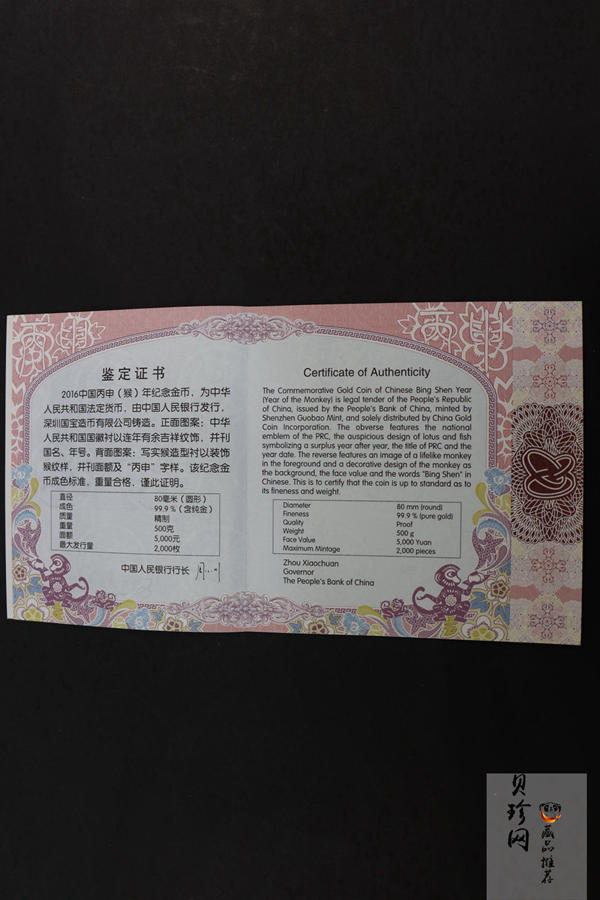 鉴定证书
2016中国丙申（猴）年纪念金币，为中华
人民共和国法定货币，由中国人民银行发行，
深圳国宝造币有限公司铸造。正面图案：中华
人民共和国国徽衬以连年有余吉祥纹饰，并刊
国名、年号。背面图案：写实猴造型衬以装饰
猴纹样，并刊面额及“丙申”字样。该纪念金
币成色标准，重量合格，谨此证明。
直径 80毫米（圆形）
成色 99.9％（含纯金）
质量 精制
重量 500克
面额 5,000元
最大发行量 2,000枚
中国人民银行行长
Certificate of Authenticity
The Commemorative Gold Coin of Chinese Bing Shen Year
(Year of the Monkey) is legal tender of the People's Republic
of China, issued by the People's Bank of China, minted by
Shenzhen Guobao Mint, and solely distributed by China Gold
Coin Incorporation. The obverse features the national
emblem of the PRC, the auspicious design of lotus and fish
symbolizing a surplus year after year, the title of PRC and the
year date. The reverse features an image of a lifelike monkey
in the foreground and a decorative design of the monkey as
the background, the face value and the words "Bing Shen" in
Chinese. This is to certify that the coin is up to standard as to
its fineness and weight.
Diameter 80 mm (round)
Fineness 99.9 % (pure gold)
Quality Proof
Weight 500 g
Face Value 5,000 Yuan
Maximum Mintage 2,000 pieces
Zhou Xiaochuan
Governor
The People's Bank of China
贝珍网
藏品推荐